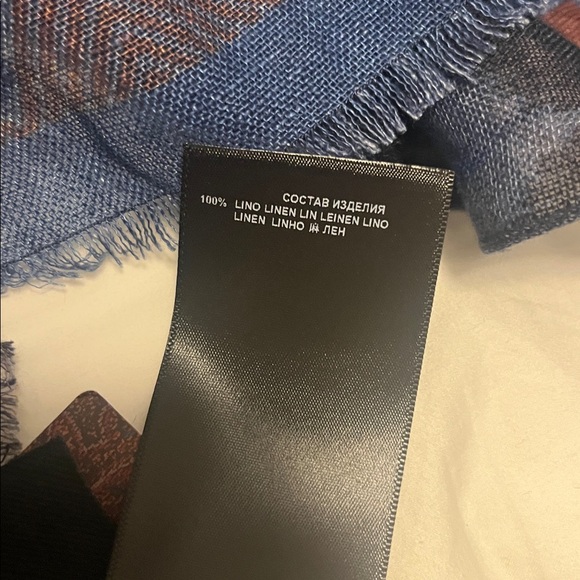 СОСТАВ ИЗДЕЛИЯ
100% LINO LINEN LIN LEINEN LINO
LINEN LINHO 麻 ЛЕН